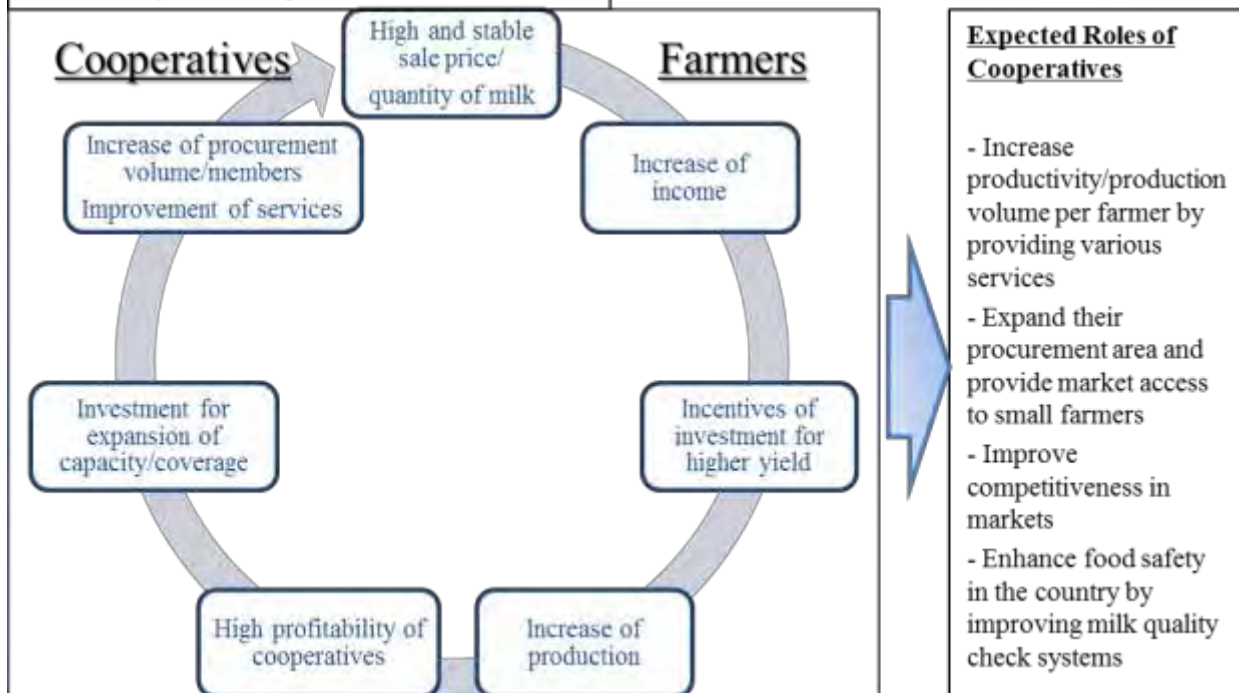 Cooperatives
Farmers
High and stable
sale price/
quantity of milk
Increase of
income
Incentives of
investment for
higher yield
Increase of
production
High profitability of
cooperatives
Investment for
expansion of
capacity/coverage
Increase of procurement
volume/members
Improvement of services
Expected Roles of
Cooperatives
- Increase
productivity/production
volume per farmer by
providing various
services
- Expand their
procurement area and
provide market access
to small farmers
- Improve
competitiveness in
markets
- Enhance food safety
in the country by
improving milk quality
check systems